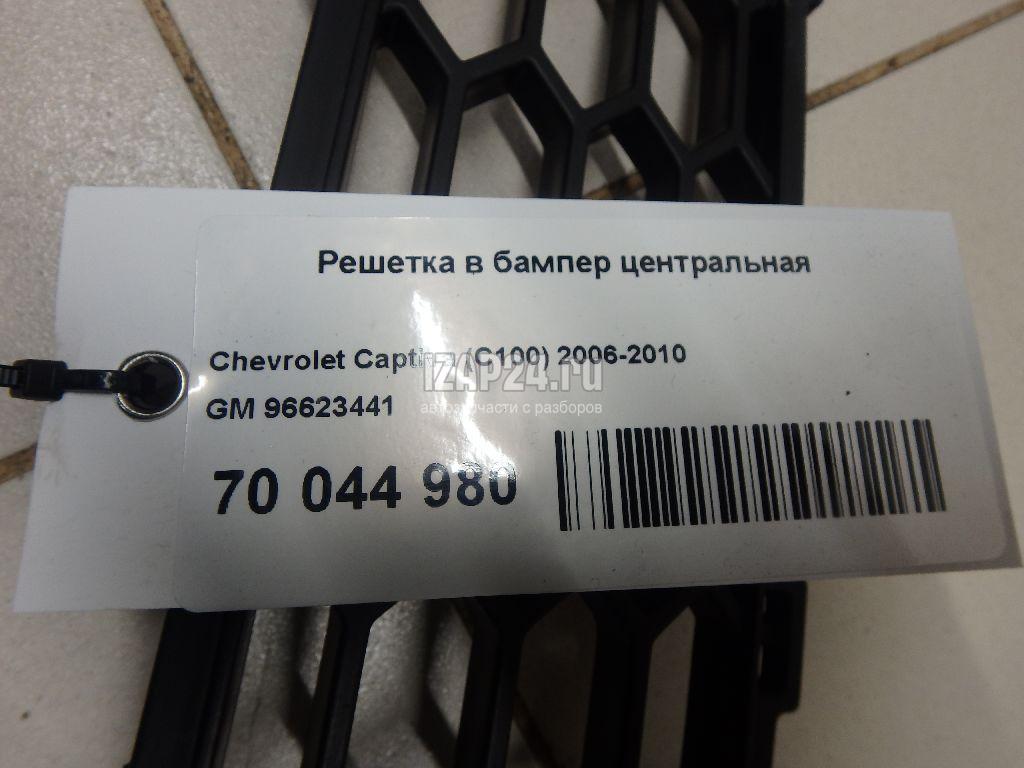 Решетка в бампер центральная
Chevrolet Captiva (C100) 2006-2010
IZAP24.ru
GM 96623441
автозапчасти с разборов
70 044 980